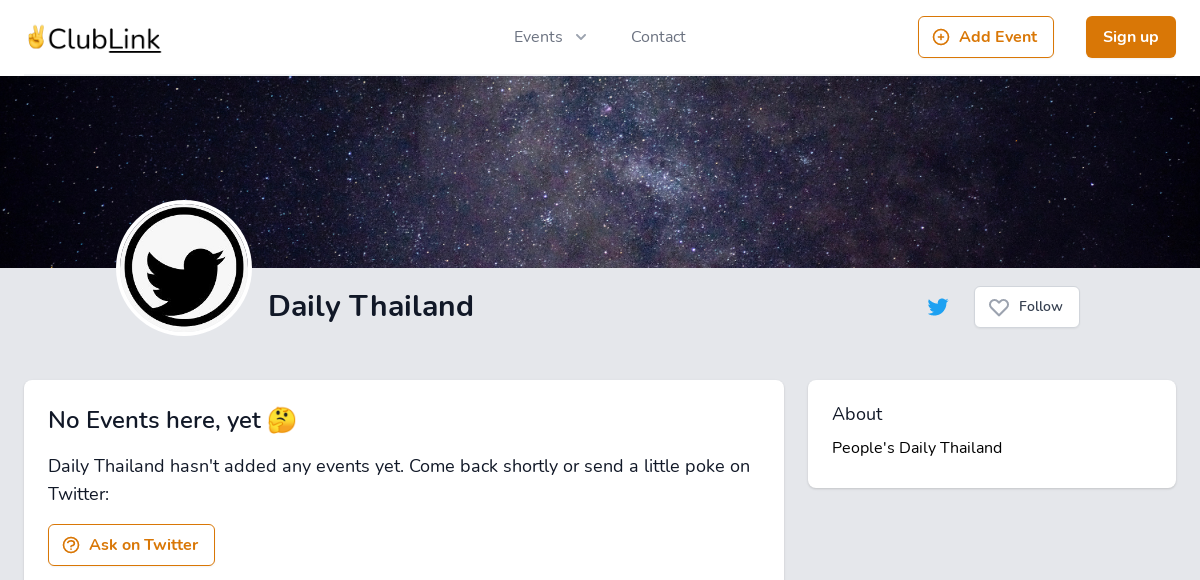 ✌️ClubLink
Events
Contact
Add Event
Sign up
Daily Thailand
Follow
No Events here, yet 🤔
Daily Thailand hasn't added any events yet. Come back shortly or send a little poke on
Twitter:
Ask on Twitter
About
People's Daily Thailand